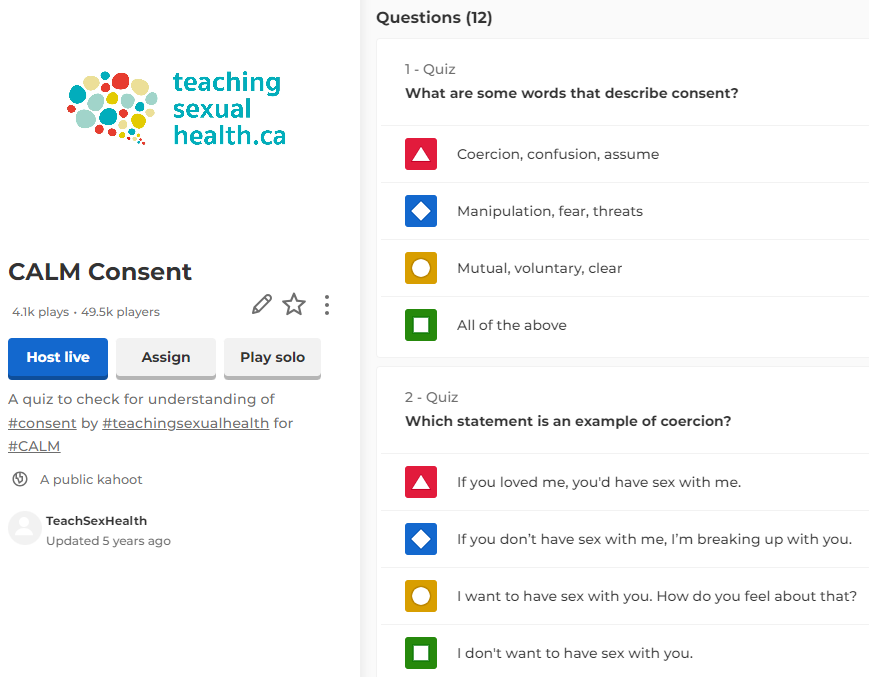 teaching
sexual
health.ca
CALM Consent
4.1k plays • 49.5k players
Host live
Assign
Play solo
A quiz to check for understanding of
#consent by #teachingsexualhealth for
#CALM
A public kahoot
TeachSexHealth
Updated 5 years ago
Questions (12)
1 - Quiz
What are some words that describe consent?
Coercion, confusion, assume
Manipulation, fear, threats
Mutual, voluntary, clear
All of the above
2 - Quiz
Which statement is an example of coercion?
If you loved me, you'd have sex with me.
If you don’t have sex with me, I’m breaking up with you.
I want to have sex with you. How do you feel about that?
I don't want to have sex with you.